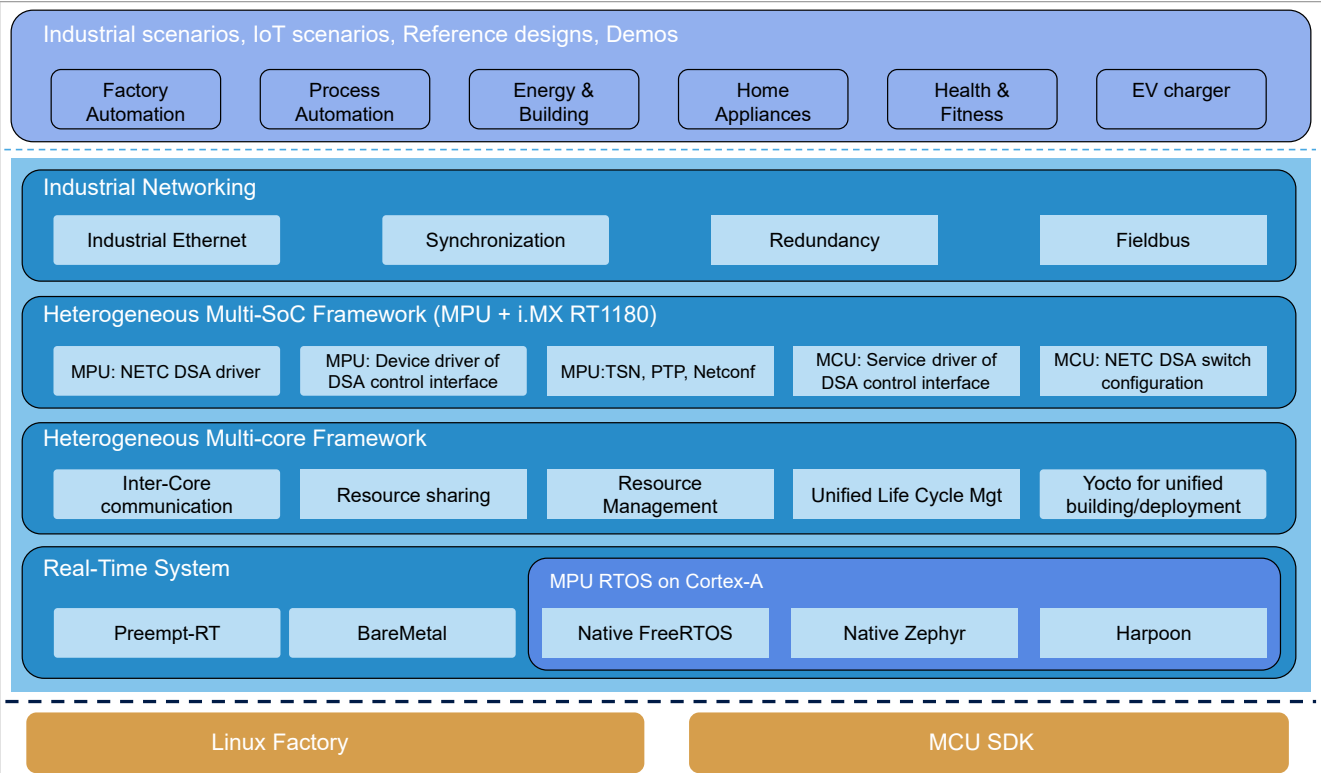 Industrial scenarios, IoT scenarios, Reference designs, Demos
Factory
Automation
Process
Automation
Energy &
Building
Home
Appliances
Health &
Fitness
EV charger
Industrial Networking
Industrial Ethernet
Synchronization
Redundancy
Fieldbus
Heterogeneous Multi-SoC Framework (MPU + i.MX RT1180)
MPU: NETC DSA driver
MPU: Device driver of
DSA control interface
MPU:TSN, PTP, Netconf
MCU: Service driver of
DSA control interface
MCU: NETC DSA switch
configuration
Heterogeneous Multi-core Framework
Inter-Core
communication
Resource sharing
Resource
Management
Unified Life Cycle Mgt
Yocto for unified
building/deployment
Real-Time System
Preempt-RT
BareMetal
MPU RTOS on Cortex-A
Native FreeRTOS
Native Zephyr
Harpoon
Linux Factory
MCU SDK